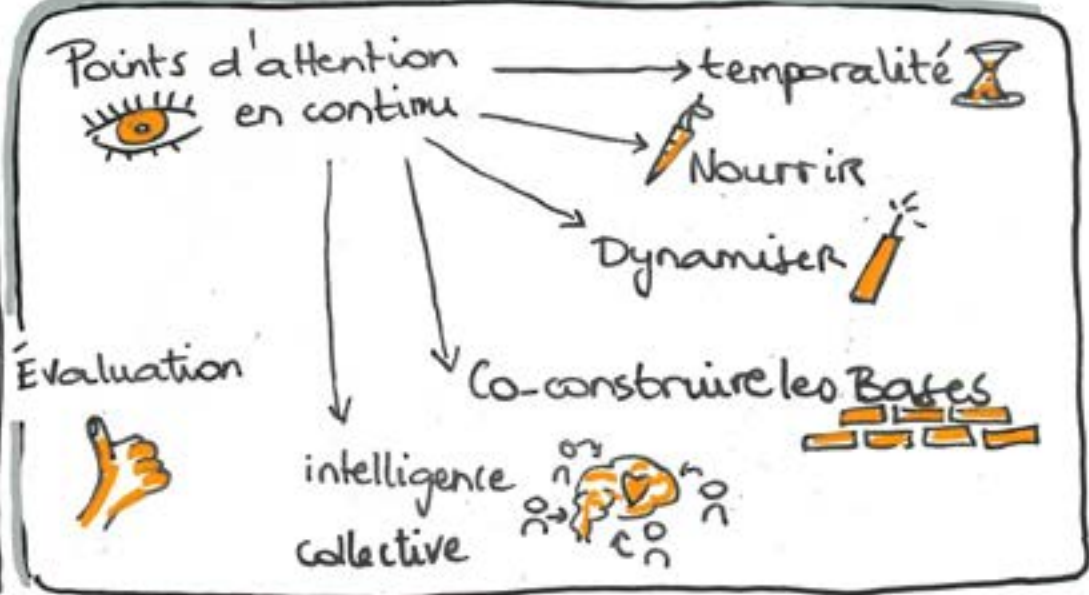 Points d'attention
en continu
temporalité
Nourrir
Dynamiser
Co-construire les Bases
Évaluation
intelligence
collective